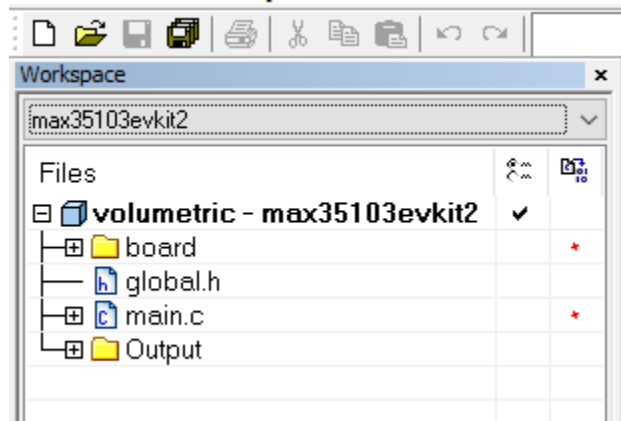 Workspace
max35103evkit2
Files
volumetric - max35103evkit2
board
global.h
main.c
Output